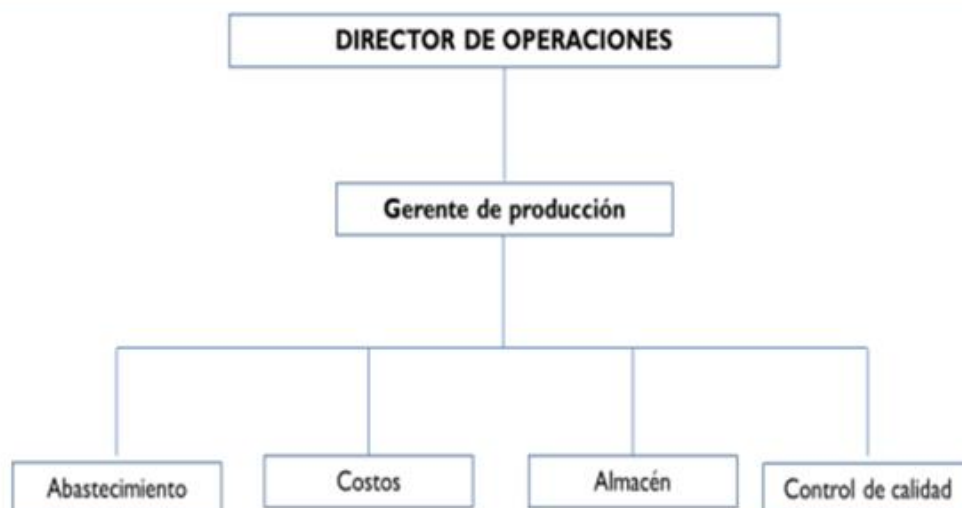 DIRECTOR DE OPERACIONES
Gerente de producción
Abastecimiento
Costos
Almacén
Control de calidad